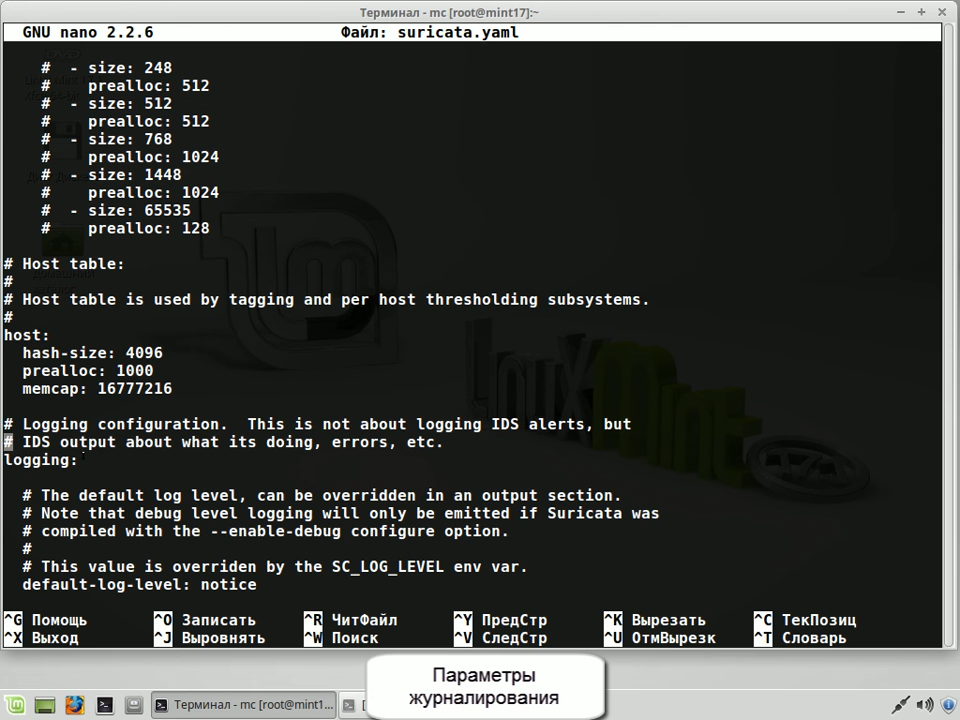 Терминал - mc [root@mint17]:~
GNU nano 2.2.6 Файл: suricata.yaml
# - size: 248
# prealloc: 512
# - size: 512
# prealloc: 512
# - size: 768
# prealloc: 1024
# - size: 1448
# prealloc: 1024
# - size: 65535
# prealloc: 128
# Host table:
#
# Host table is used by tagging and per host thresholding subsystems.
#
host:
hash-size: 4096
prealloc: 1000
memcap: 16777216
# Logging configuration. This is not about logging IDS alerts, but
# IDS output about what its doing, errors, etc.
logging:
# The default log level, can be overridden in an output section.
# Note that debug level logging will only be emitted if Suricata was
# compiled with the --enable-debug configure option.
#
# This value is overriden by the SC_LOG_LEVEL env var.
default-log-level: notice
^G Помощь ^O Записать ^R ЧитФайл ^Y ПредСтр ^K Вырезать ^C ТекПозиц
^X Выход ^J Выровнять ^W Поиск ^V СледСтр ^U ОтмВырезк ^T Словарь
Параметры
журналирования
Терминал - mc [root@mint1...